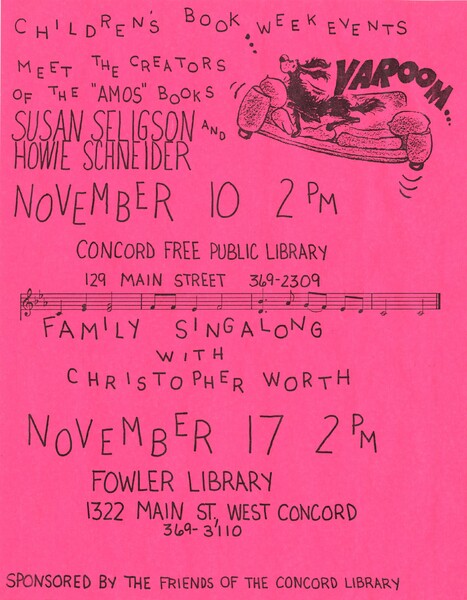 CHILDREN'S BOOK WEEK EVENTS
MEET THE CREATORS
OF THE "AMOS" BOOKS
SUSAN SELIGSON AND
HOWIE SCHNEIDER
VAROOM...
NOVEMBER 10 2 PM
CONCORD FREE PUBLIC LIBRARY
129 MAIN STREET 369-2309
FAMILY SINGALONG
WITH
CHRISTOPHER WORTH
NOVEMBER 17 2 PM
FOWLER LIBRARY
1322 MAIN ST, WEST CONCORD
369-3110
SPONSORED BY THE FRIENDS OF THE CONCORD LIBRARY